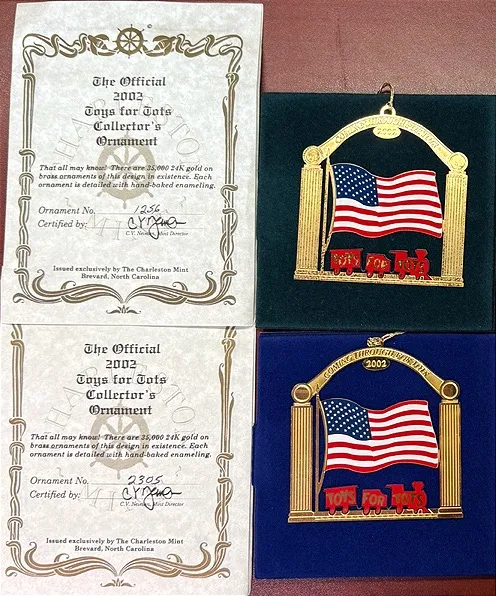 The Official
2002
Toys for Tots
Collector's
Ornament
That all may know! There are 35,000 24K gold on
brass ornaments of this design in existence. Each
ornament is detailed with hand-baked enameling.
Ornament No. 1256
Certified by:
C.V. Mint Director
Issued exclusively by The Charleston Mint
Brevard, North Carolina
COMING THROUGH
2002
TOYS FOR TOTS
The Official
2002
Toys for Tots
Collector's
Ornament
That all may know! There are 35,000 24K gold on
brass ornaments of this design in existence. Each
ornament is detailed with hand-baked enameling.
Ornament No. 2305
Certified by:
C.V. Mint Director
Issued exclusively by The Charleston Mint
Brevard, North Carolina
COMING THROUGH
2002
TOYS FOR TOTS